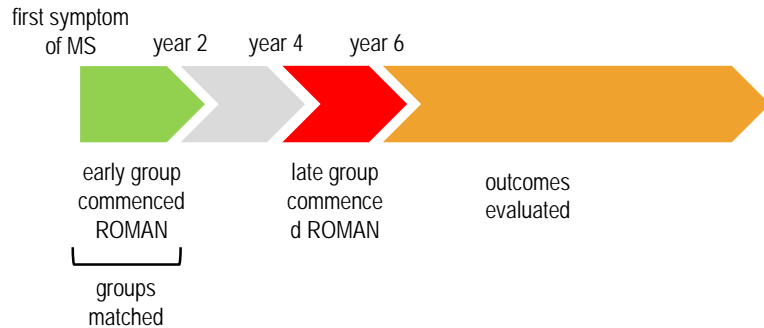 first symptom
of MS
year 2
year 4
year 6
early group
commenced
ROMAN
late group
commence
d ROMAN
outcomes
evaluated
groups
matched